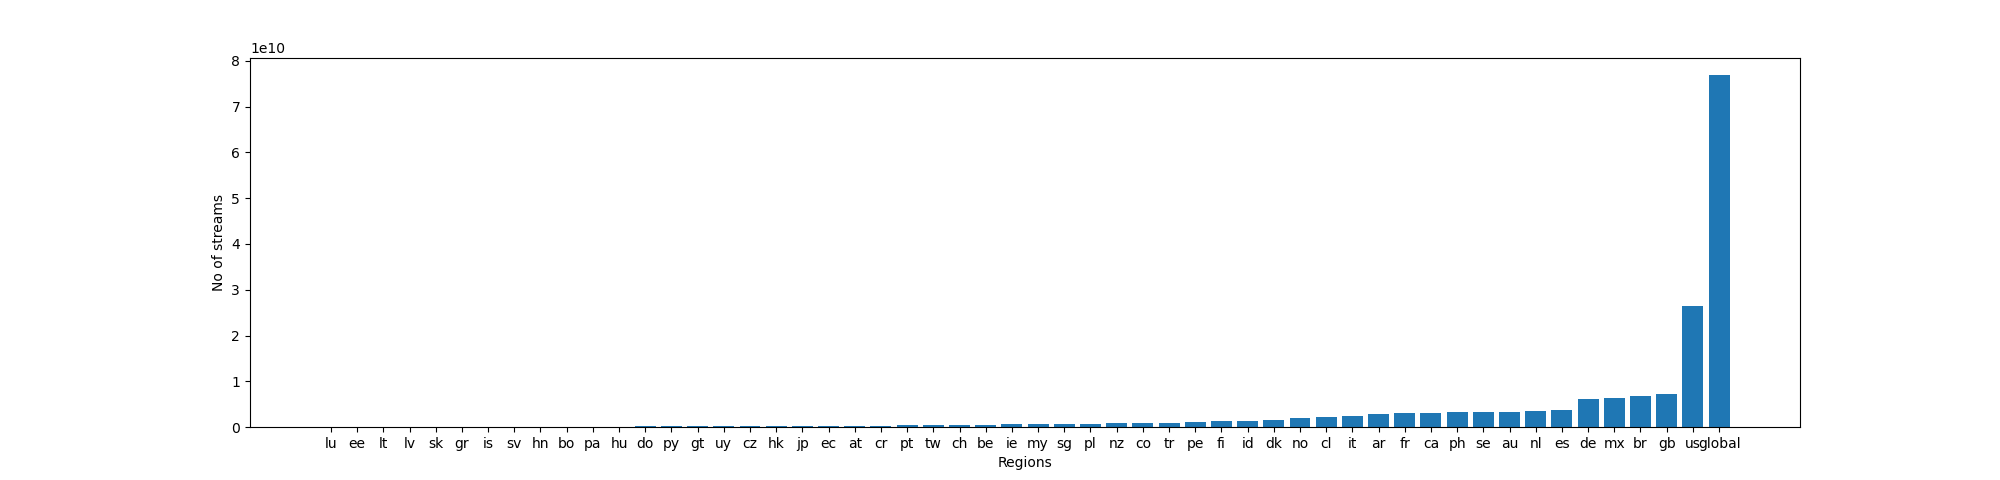 1e10
8
7
6
5
4
3
2
1
0
No of streams
lu ee lt lv sk gr is sv hn bo pa hu do py gt uy cz hk jp ec at cr pt tw ch be ie my sg pl nz co tr pe fi id dk no cl it ar fr ca ph se au nl es de mx br gb us global
Regions